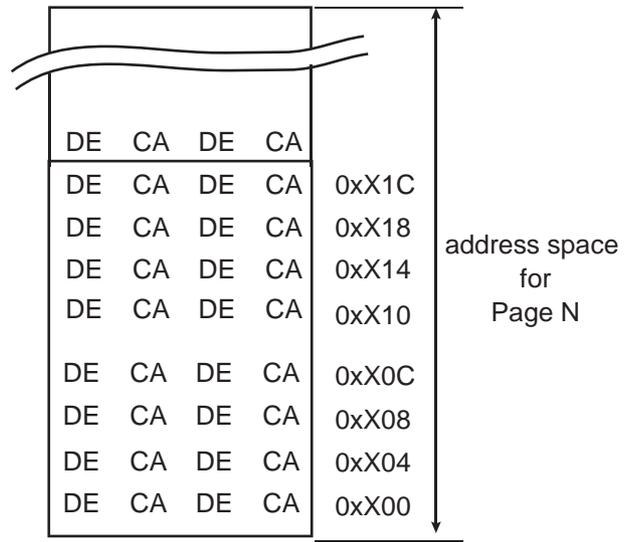 DE CA DE CA
DE CA DE CA 0xX1C
DE CA DE CA 0xX18
DE CA DE CA 0xX14
DE CA DE CA 0xX10
DE CA DE CA 0xX0C
DE CA DE CA 0xX08
DE CA DE CA 0xX04
DE CA DE CA 0xX00
address space
for
Page N